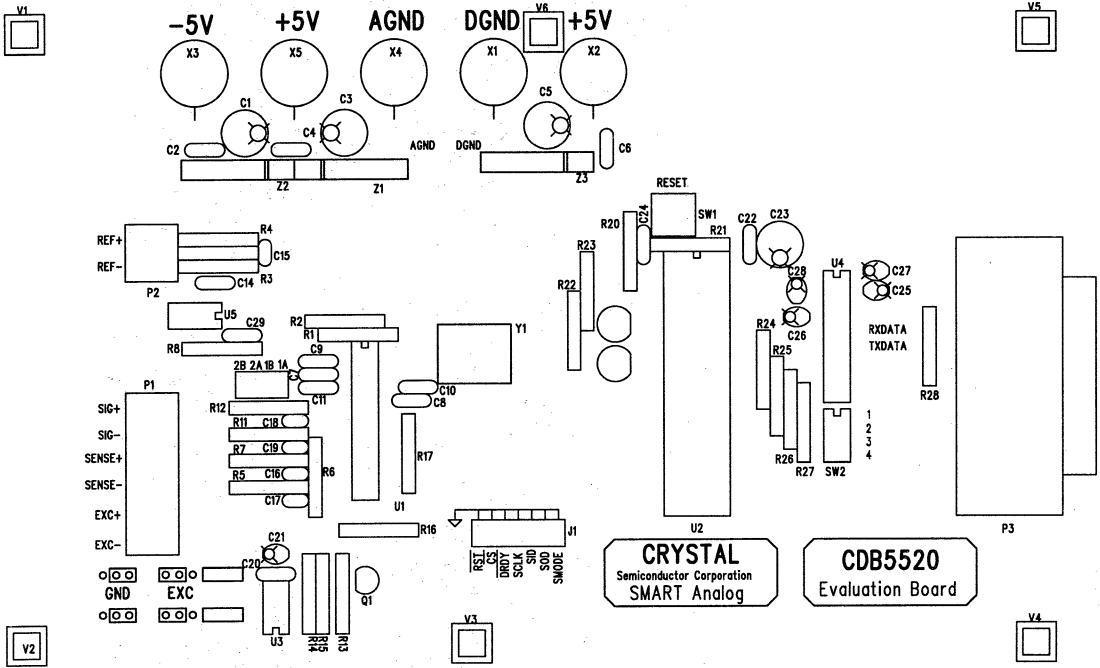 V1
V6
V5
-5V
+5V
AGND
DGND
+5V
X3
X5
X4
X1
X2
C1
C3
C5
C4
C2
AGND
DGND
C6
Z2
Z1
Z3
RESET
SW1
R20
C24
R21
C22
C23
REF+
REF-
R4
C15
R3
C14
P2
R23
R22
C28
U4
C27
C25
C26
U5
C29
R8
R2
R1
Y1
R24
RXDATA
TXDATA
R25
R28
2B 2A 1B 1A
C9
C7
C11
C10
C8
P1
SIG+
SIG-
SENSE+
SENSE-
EXC+
EXC-
R12
C18
R11
C19
R7
C16
R5
C17
R6
R17
U1
R16
1
2
3
4
R26
R27
SW2
U2
P3
J1
RST
CS
DRDY
SCLK
SID
SOD
SMODE
C21
C20
GND
EXC
Q1
U3
R14
R15
R13
CRYSTAL
Semiconductor Corporation
SMART Analog
CDB5520
Evaluation Board
V2
V3
V4